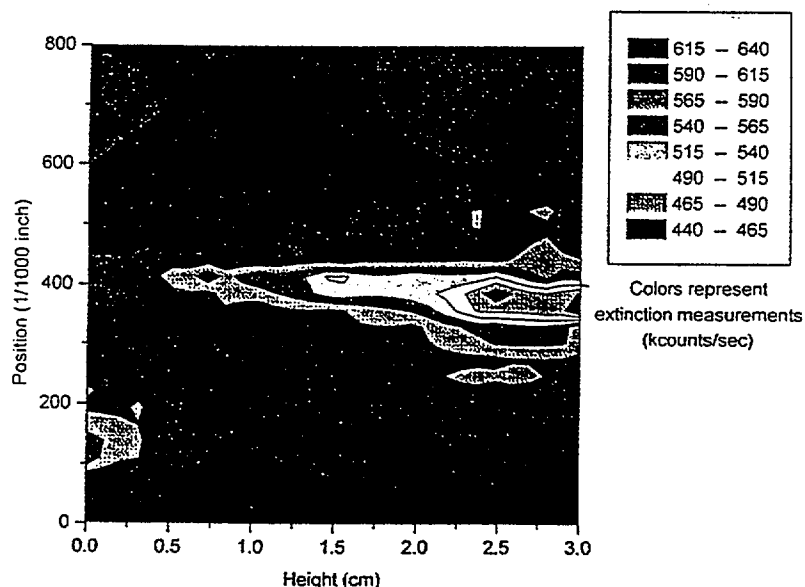 800
600
400
200
0
Position (1/1000 inch)
0.0 0.5 1.0 1.5 2.0 2.5 3.0
Height (cm)
615 – 640
590 – 615
565 – 590
540 – 565
515 – 540
490 – 515
465 – 490
440 – 465
Colors represent
extinction measurements
(kcounts/sec)